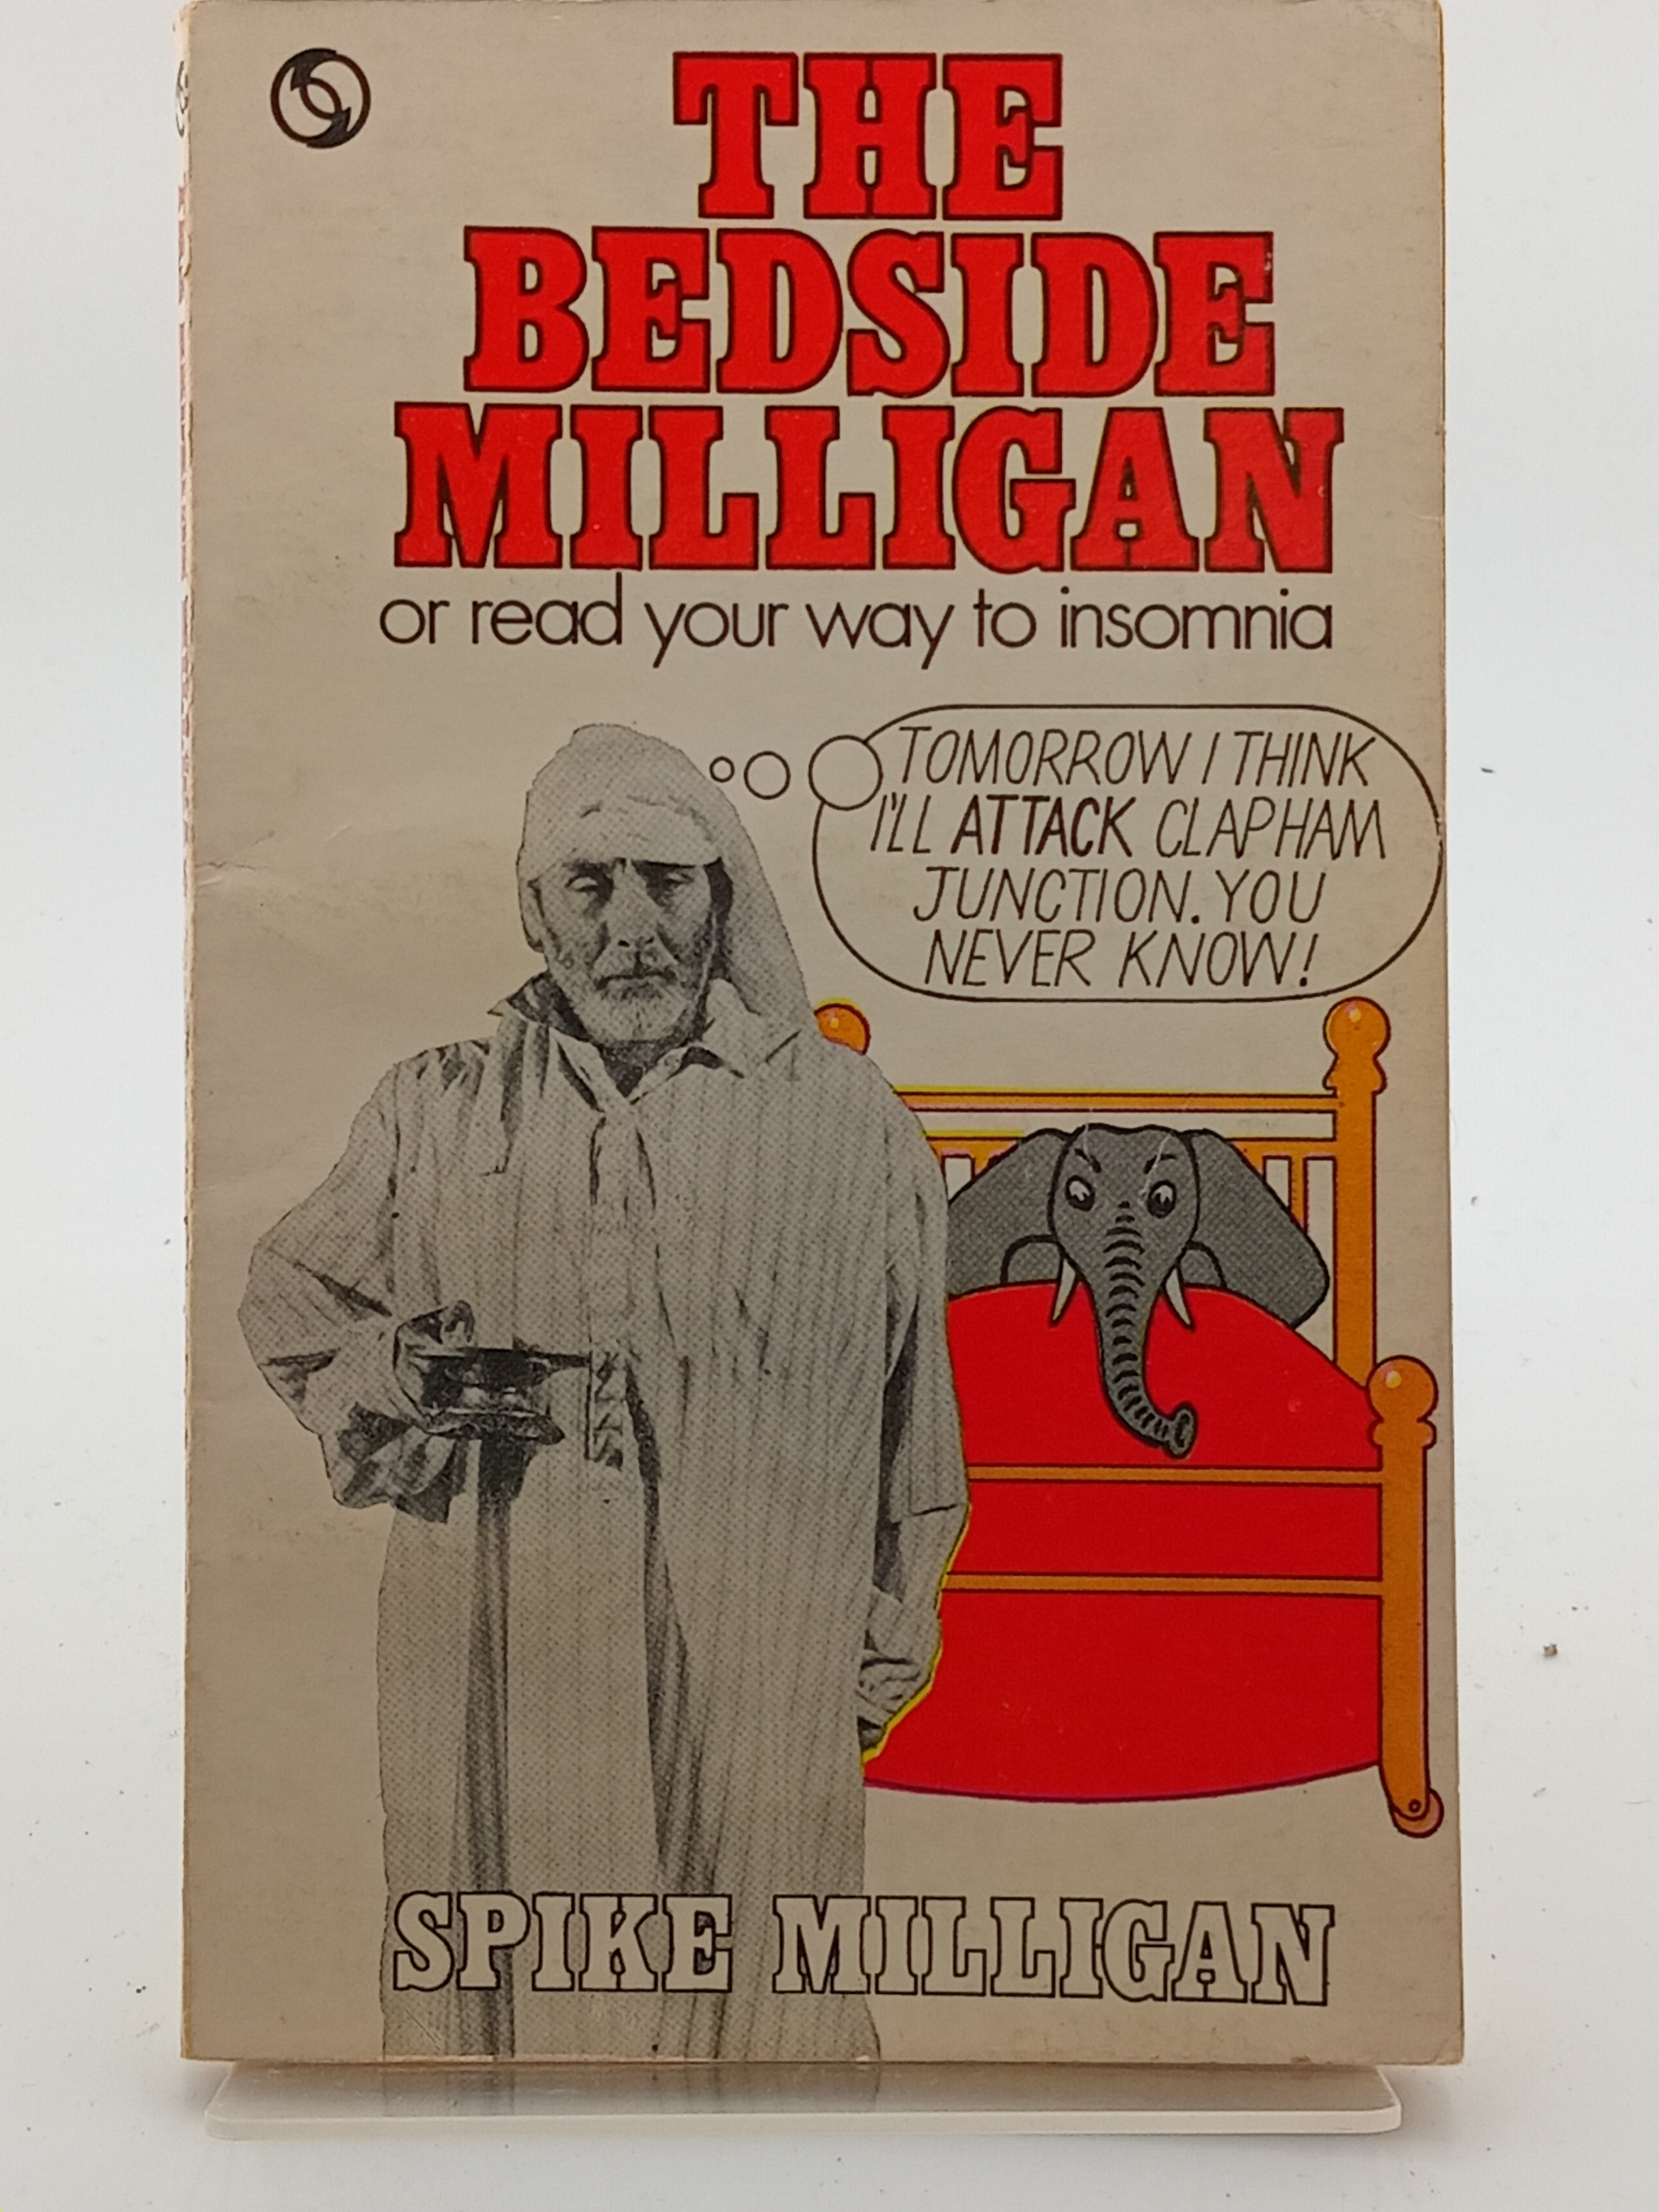 THE
BEDSIDE
MILLIGAN
or read your way to insomnia
TOMORROW I THINK
I'LL ATTACK CLAPHAM
JUNCTION. YOU
NEVER KNOW!
SPIKE MILLIGAN